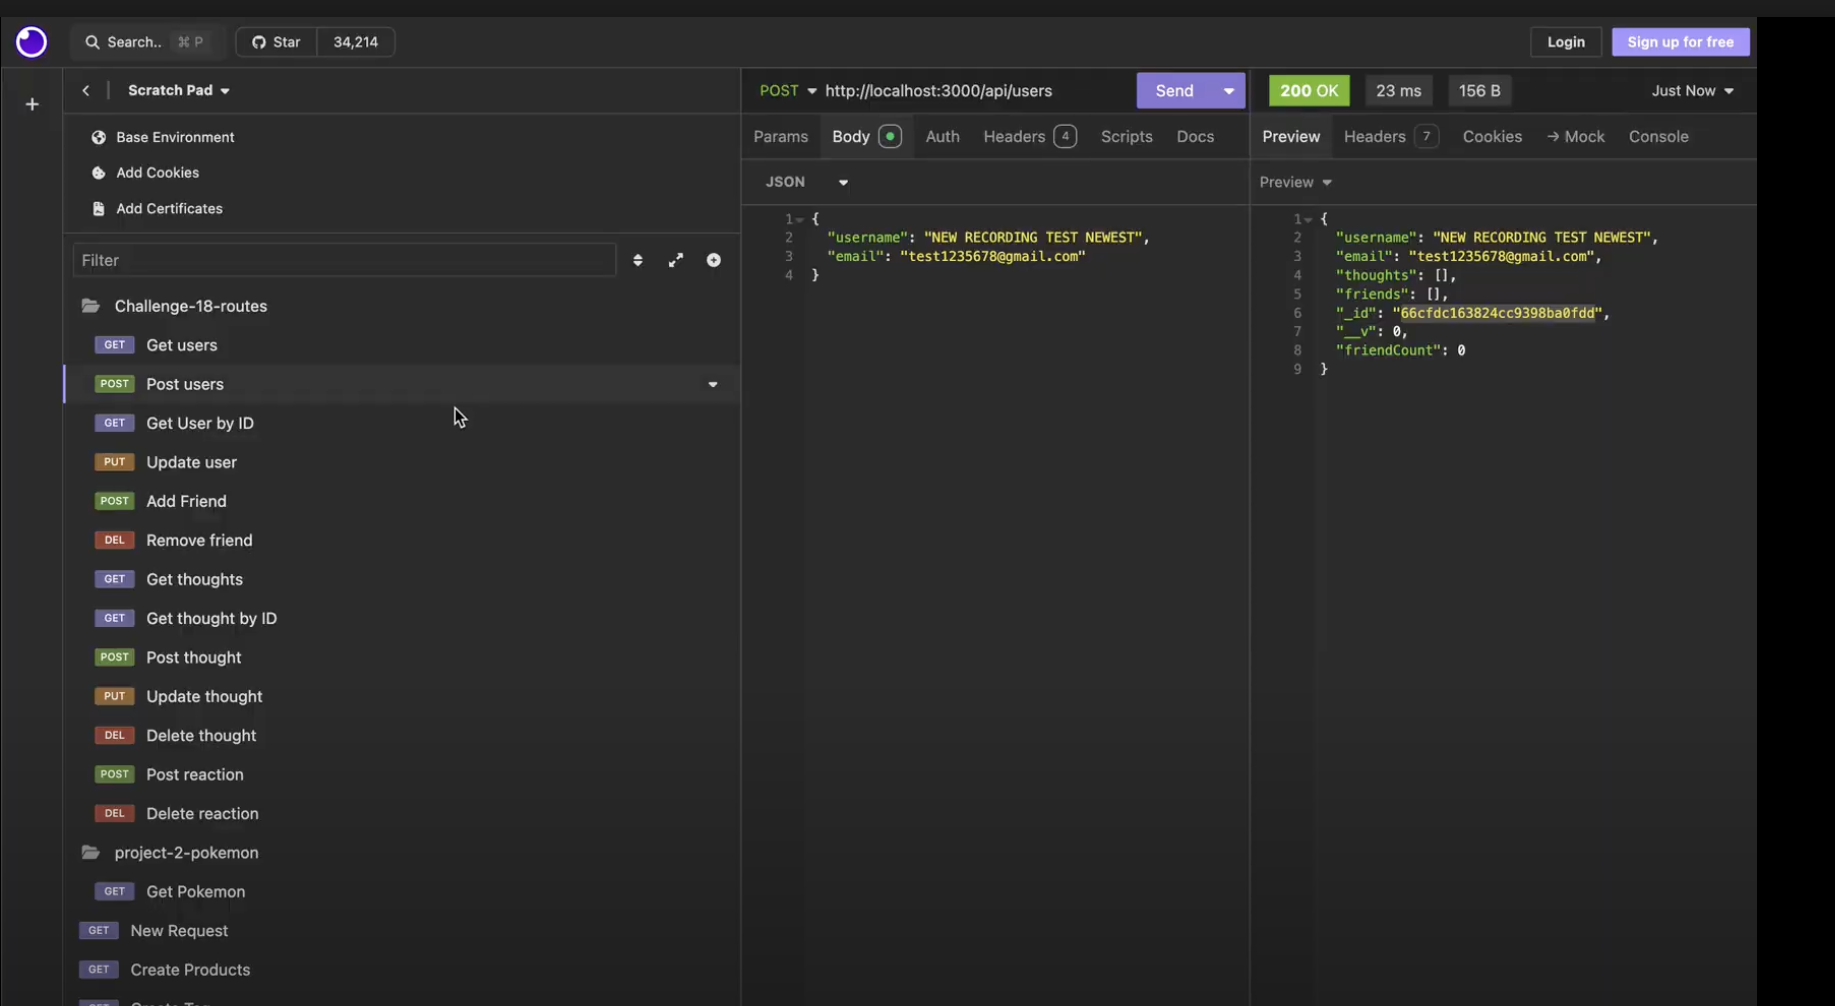 Search.. ⌘ P
Star 34,214
Login
Sign up for free
Scratch Pad
Base Environment
Add Cookies
Add Certificates
Filter
Challenge-18-routes
GET Get users
POST Post users
GET Get User by ID
PUT Update user
POST Add Friend
DEL Remove friend
GET Get thoughts
GET Get thought by ID
POST Post thought
PUT Update thought
DEL Delete thought
POST Post reaction
DEL Delete reaction
project-2-pokemon
GET Get Pokemon
GET New Request
GET Create Products
POST http://localhost:3000/api/users Send
Params Body Auth Headers 4 Scripts Docs
JSON
1 {
2 "username": "NEW RECORDING TEST NEWEST",
3 "email": "test1235678@gmail.com"
4 }
200 OK 23 ms 156 B Just Now
Preview Headers 7 Cookies → Mock Console
Preview
1 {
2 "username": "NEW RECORDING TEST NEWEST",
3 "email": "test1235678@gmail.com",
4 "thoughts": [],
5 "friends": [],
6 "_id": "66cfdc163824cc9398ba0fdd",
7 "__v": 0,
8 "friendCount": 0
9 }